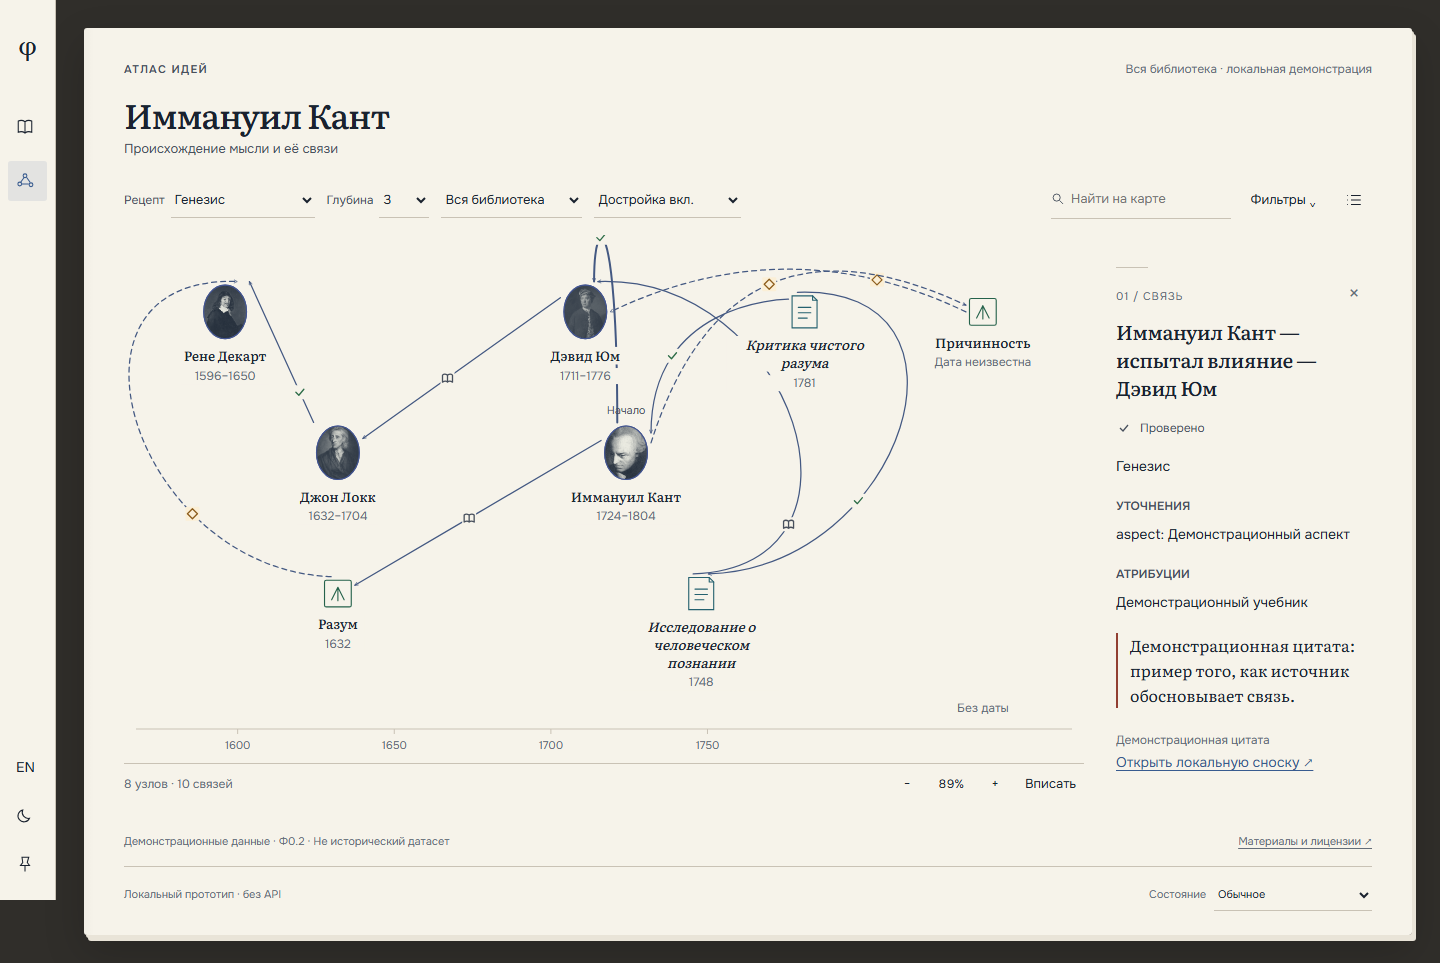 φ
АТЛАС ИДЕЙ
Вся библиотека · локальная демонстрация
Иммануил Кант
Происхождение мысли и её связи
Рецепт Генезис
Глубина 3
Вся библиотека
Достройка вкл.
Найти на карте
Фильтры
Рене Декарт
1596–1650
Дэвид Юм
1711–1776
Критика чистого
разума
1781
Причинность
Дата неизвестна
Начало
Джон Локк
1632–1704
Иммануил Кант
1724–1804
Разум
1632
Исследование о
человеческом
познании
1748
Без даты
1600
1650
1700
1750
8 узлов · 10 связей
− 89% + Вписать
01 / СВЯЗЬ
×
Иммануил Кант —
испытал влияние —
Дэвид Юм
Проверено
Генезис
УТОЧНЕНИЯ
aspect: Демонстрационный аспект
АТРИБУЦИИ
Демонстрационный учебник
Демонстрационная цитата:
пример того, как источник
обосновывает связь.
Демонстрационная цитата
Открыть локальную сноску ↗
EN
Демонстрационные данные · Ф0.2 · Не исторический датасет
Материалы и лицензии ↗
Локальный прототип · без API
Состояние Обычное